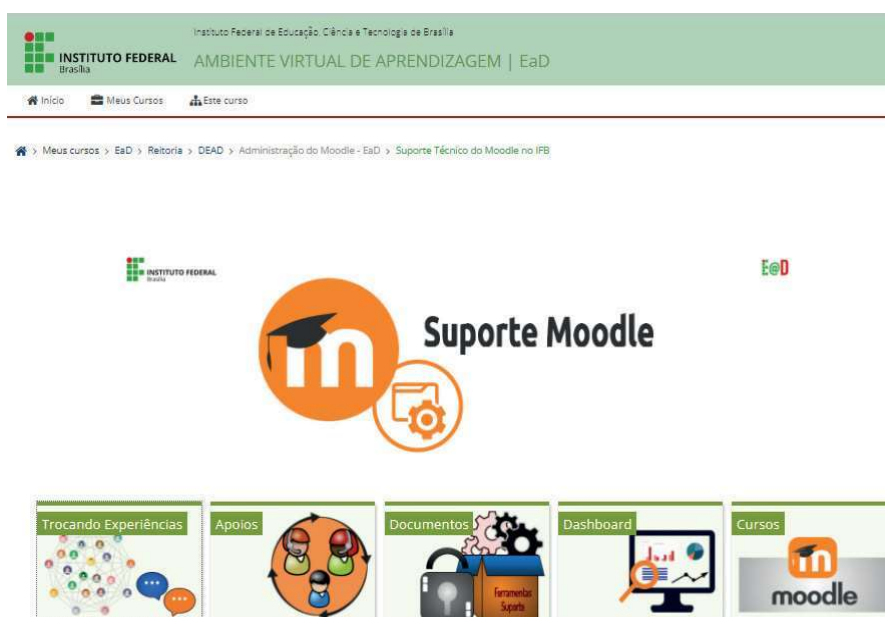 Instituto Federal de Educação, Ciência e Tecnologia de Brasília
INSTITUTO FEDERAL
Brasília
AMBIENTE VIRTUAL DE APRENDIZAGEM | EaD
Início Meus Cursos Este curso
> Meus cursos > EaD > Reitoria > DEAD > Administração do Moodle - EaD > Suporte Técnico do Moodle no IFB
INSTITUTO FEDERAL
Brasília
E@D
m
Suporte Moodle
Trocando Experiências
Apoios
Documentos
Ferramentas
Suporte
Dashboard
Cursos
m
moodle